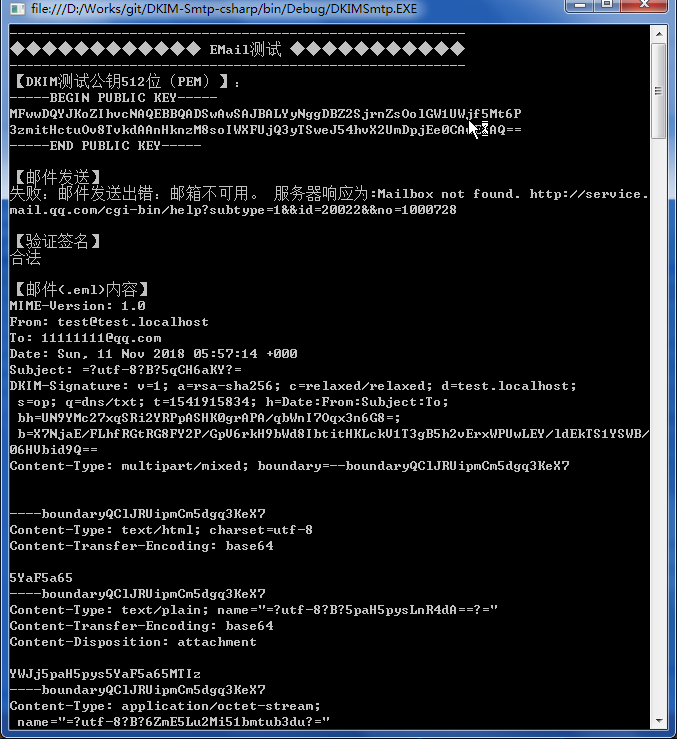 file:///D:/Works/git/DKIM-Smtp-csharp/bin/Debug/DKIMSmtp.EXE
---------------------------------------------------------
◆◆◆◆◆◆◆◆◆◆◆◆ EMail测试 ◆◆◆◆◆◆◆◆◆◆◆
---------------------------------------------------------
【DKIM测试公钥512位（PEM）】：
-----BEGIN PUBLIC KEY-----
MFwwDQYJKoZIhvcNAQEBBQADSwAwSAJBALYyNggDBZ2SjrnZsOolGW1UWjf5Mt6P
3zmitHctuOv8TvkdAAnHknzM8soIWXFUjQ3yTSweJ54hvX2UmDpjEe0CAwEAAQ==
-----END PUBLIC KEY-----
【邮件发送】
失败：邮件发送出错：邮箱不可用。 服务器响应为:Mailbox not found. http://service.
mail.qq.com/cgi-bin/help?subtype=1&&id=20022&&no=1000728
【验证签名】
合法
【邮件(.eml)内容】
MIME-Version: 1.0
From: test@test.localhost
To: 11111111@qq.com
Date: Sun, 11 Nov 2018 05:57:14 +000
Subject: =?utf-8?B?5qCH6aKY?=
DKIM-Signature: v=1; a=rsa-sha256; c=relaxed/relaxed; d=test.localhost;
s=op; q=dns/txt; t=1541915834; h=Date:From:Subject:To;
bh=UN9YMc27xqSRi2YRPpASHK0grAPA/qbWnI7Oqx3n6G8=;
b=X7NjaE/FLhfRGtRG8FY2P/GpV6rkH9bWd8IbtitHKLckV1T3gB5h2vErxWPUwLEY/ldEkTS1YSWB/
06HVbid9Q==
Content-Type: multipart/mixed; boundary=--boundaryQClJRUipmCm5dgq3KeX7
----boundaryQClJRUipmCm5dgq3KeX7
Content-Type: text/html; charset=utf-8
Content-Transfer-Encoding: base64
5YaF5a65
----boundaryQClJRUipmCm5dgq3KeX7
Content-Type: text/plain; name="=?utf-8?B?5paH5pysLnR4dA==?="
Content-Transfer-Encoding: base64
Content-Disposition: attachment
YWJj5paH5pys5YaF5a65MTIz
----boundaryQClJRUipmCm5dgq3KeX7
Content-Type: application/octet-stream;
name="=?utf-8?B?6ZmE5Lu2Mi51bmtub3du?="